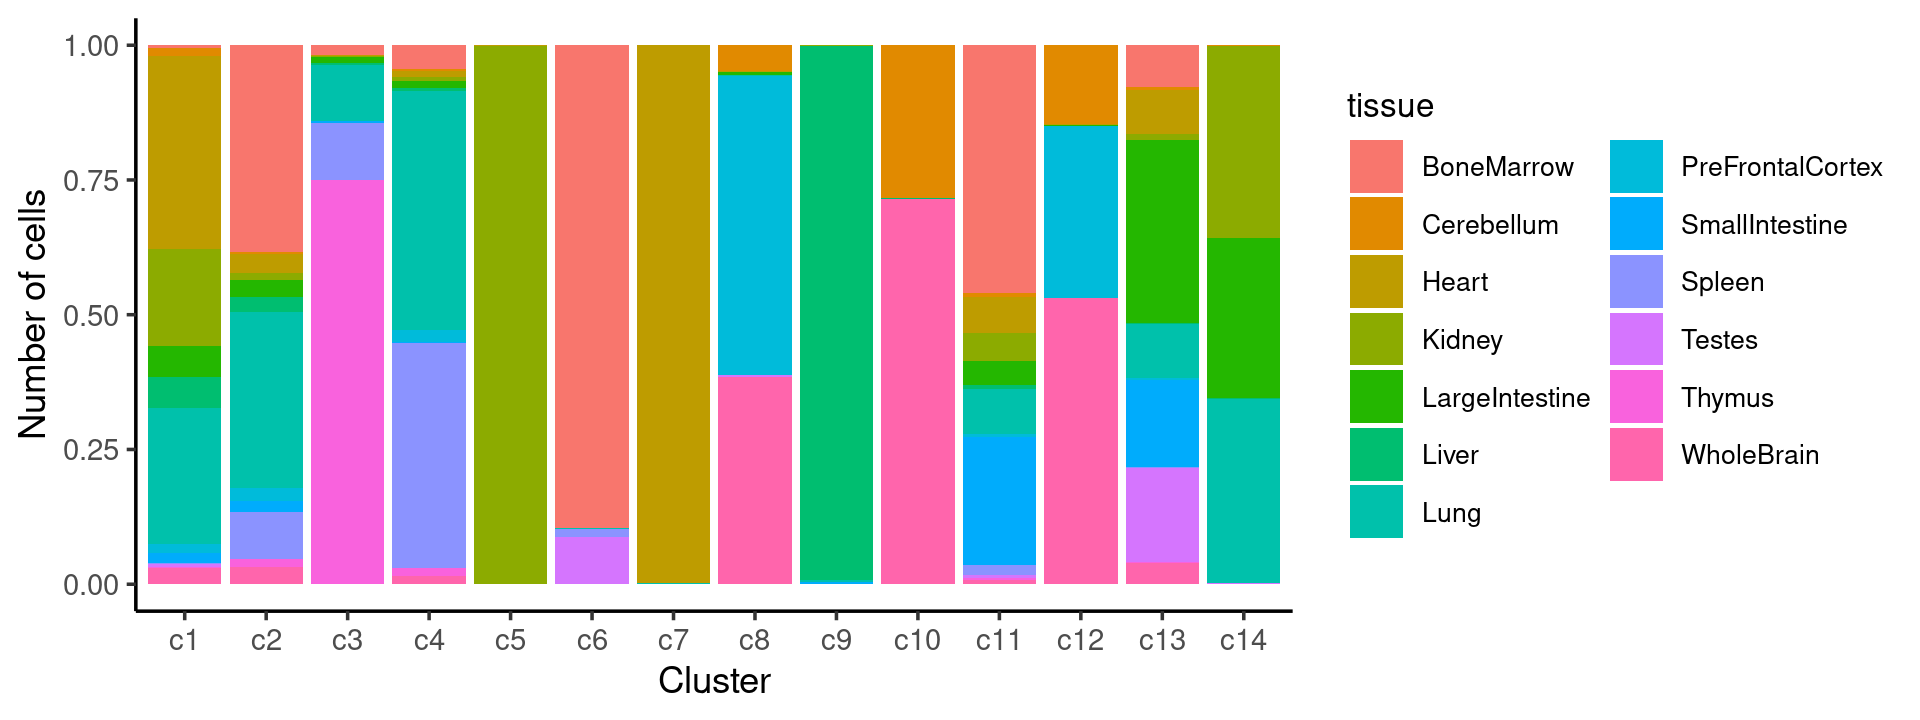 Number of cells
1.00
0.75
0.50
0.25
0.00
c1 c2 c3 c4 c5 c6 c7 c8 c9 c10 c11 c12 c13 c14
Cluster
tissue
BoneMarrow
Cerebellum
Heart
Kidney
LargeIntestine
Liver
Lung
PreFrontalCortex
SmallIntestine
Spleen
Testes
Thymus
WholeBrain